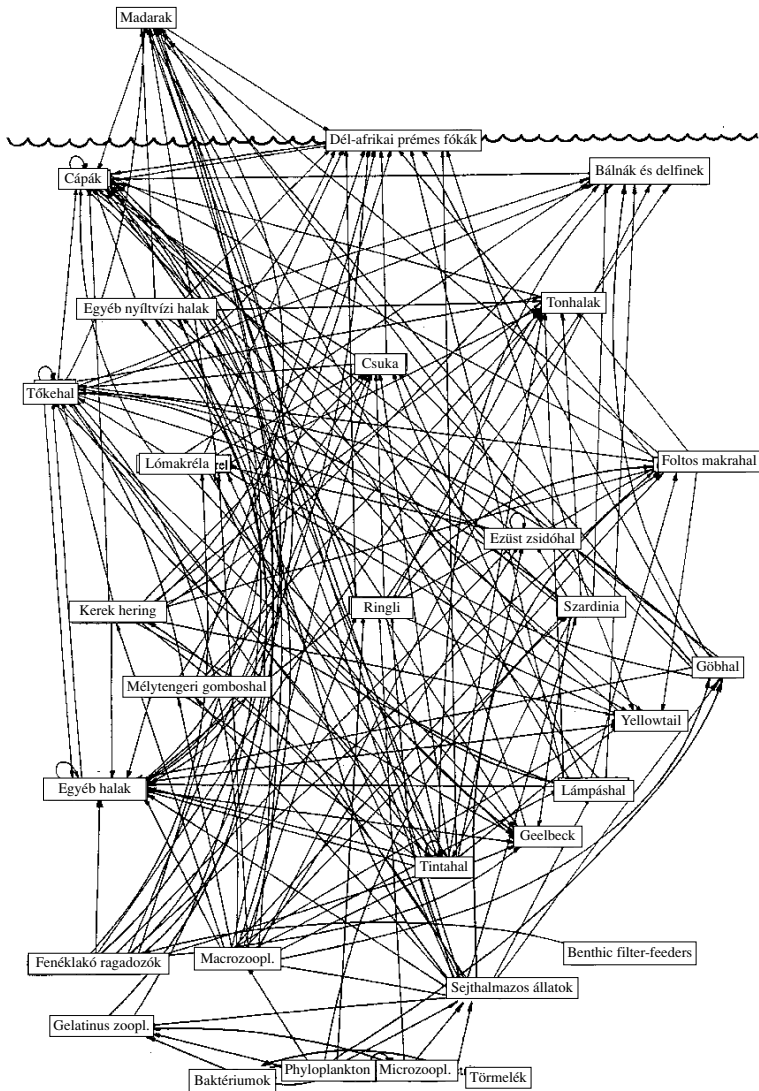 Madarak
Dél-afrikai prémes fókák
Cápák
Bálnák és delfinek
Egyéb nyíltvízi halak
Tonhalak
Csuka
Tőkehal
Lómakréla
Foltos makrahal
Ezüst zsidóhal
Kerek hering
Ringli
Szardinia
Mélytengeri gomboshal
Göbhal
Yellowtail
Egyéb halak
Lámpáshal
Geelbeck
Tintahal
Fenéklakó ragadozók
Macrozoopl.
Benthic filter-feeders
Sejthalmazos állatok
Gelatinus zoopl.
Baktériumok
Phyloplankton
Microzoopl.
Törmelék